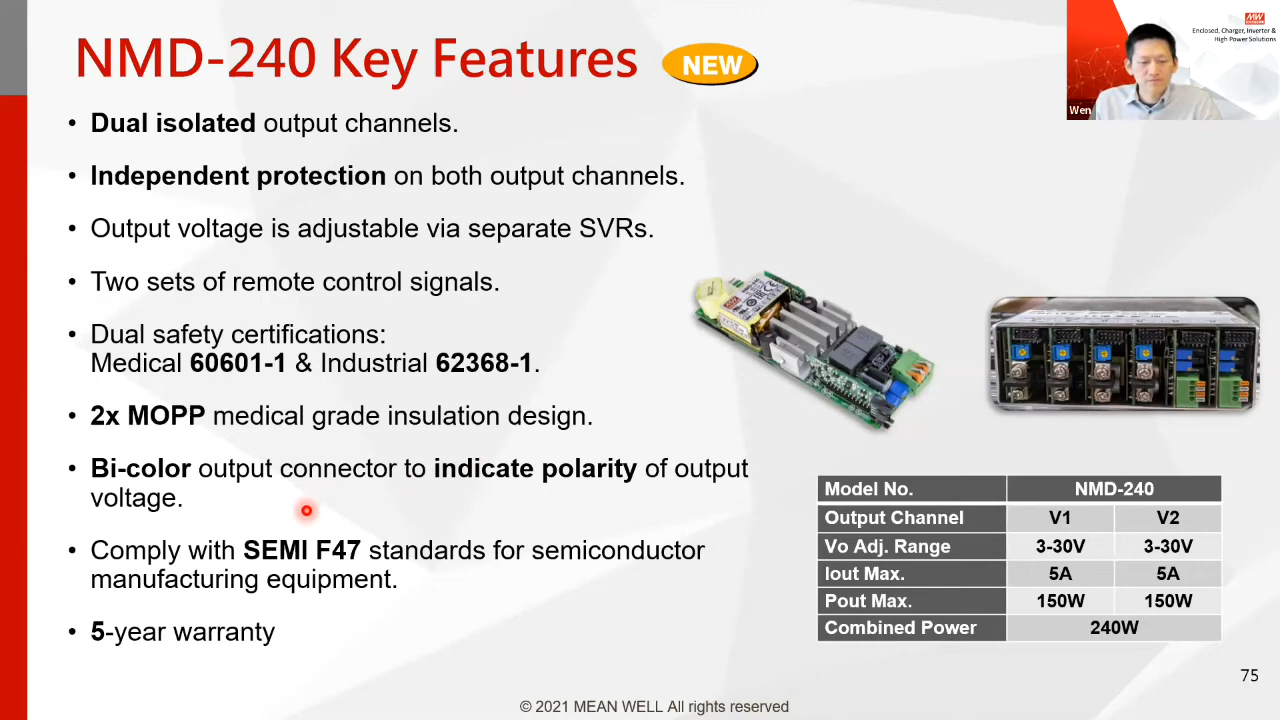 NMD-240 Key Features NEW
MW
Enclosed, Charger, Inverter &
High Power Solutions
Wen
• Dual isolated output channels.
• Independent protection on both output channels.
• Output voltage is adjustable via separate SVRs.
• Two sets of remote control signals.
• Dual safety certifications:
Medical 60601-1 & Industrial 62368-1.
• 2x MOPP medical grade insulation design.
• Bi-color output connector to indicate polarity of output
voltage.
• Comply with SEMI F47 standards for semiconductor
manufacturing equipment.
• 5-year warranty
Model No. NMD-240
Output Channel V1 V2
Vo Adj. Range 3-30V 3-30V
Iout Max. 5A 5A
Pout Max. 150W 150W
Combined Power 240W
75
© 2021 MEAN WELL All rights reserved